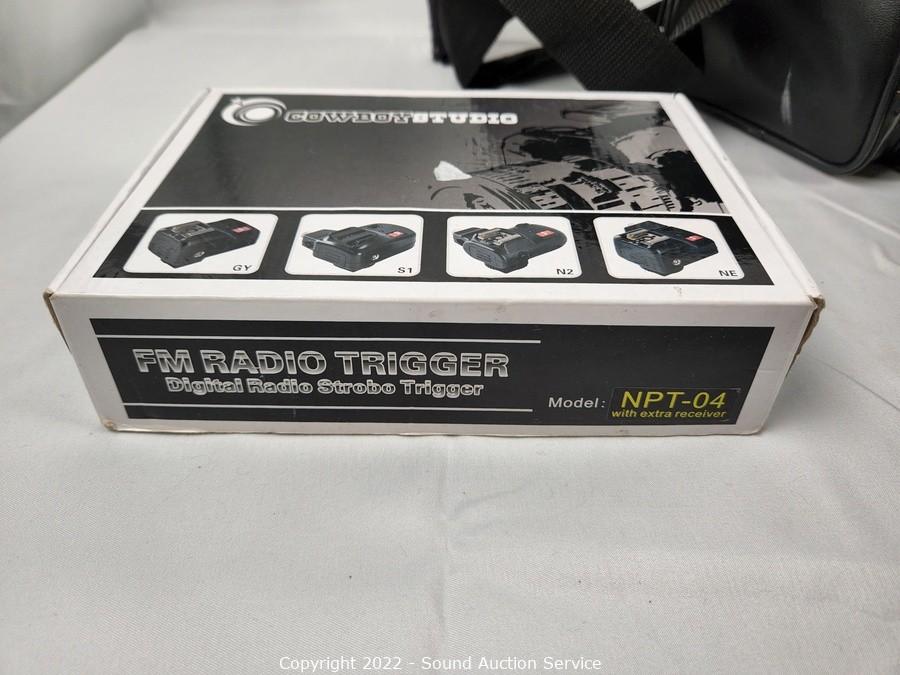 COWBOYSTUDIO
GY
S1
N2
NE
FM RADIO TRIGGER
Digital Radio Strobo Trigger
Model: NPT-04
with extra receiver
Copyright 2022 - Sound Auction Service